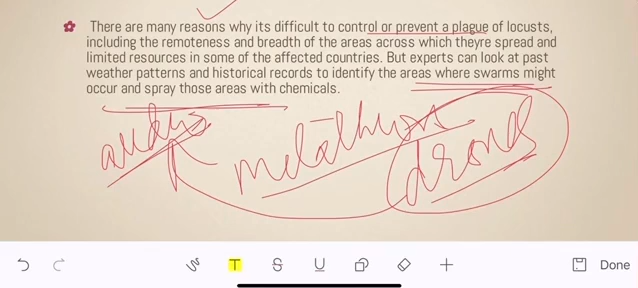 There are many reasons why its difficult to control or prevent a plague of locusts,
including the remoteness and breadth of the areas across which theyre spread and
limited resources in some of the affected countries. But experts can look at past
weather patterns and historical records to identify the areas where swarms might
occur and spray those areas with chemicals.
drones
T S U Done